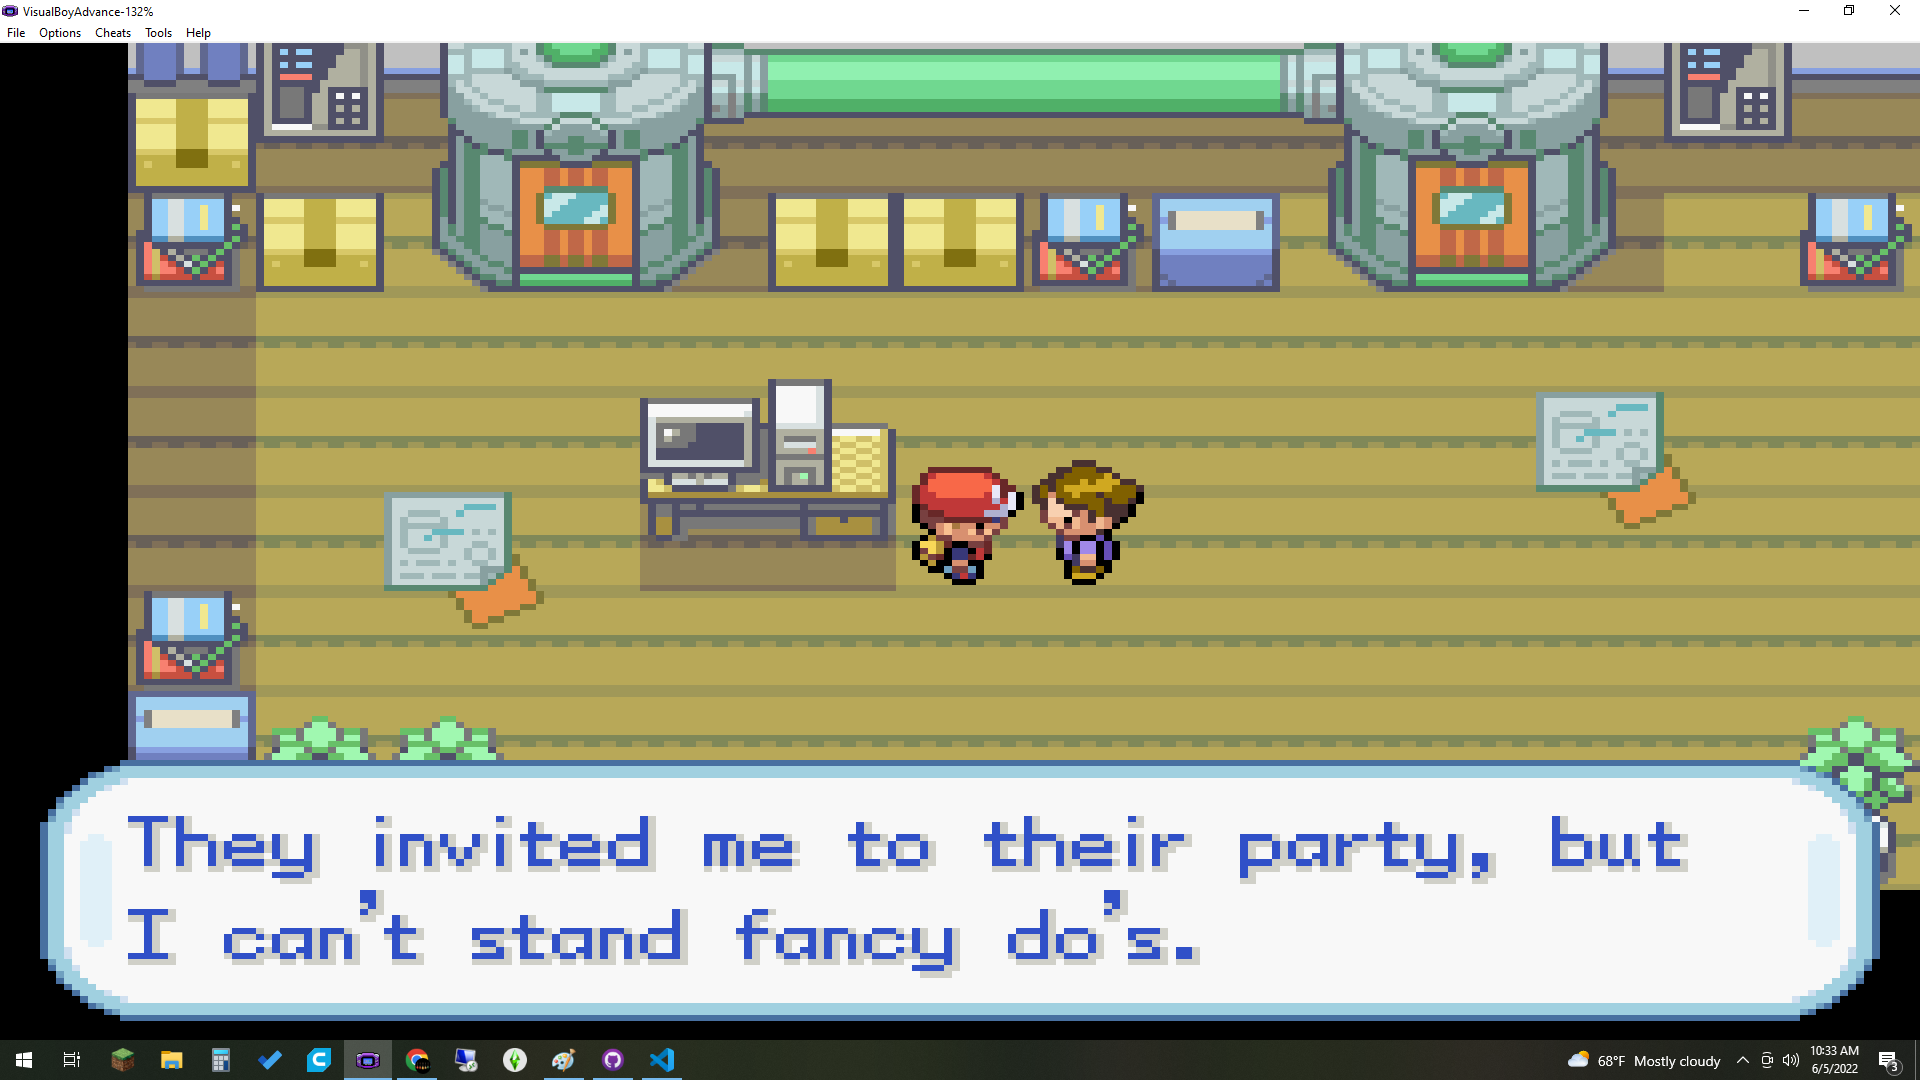 VisualBoyAdvance-132%
File Options Cheats Tools Help
They invited me to their party, but
I can't stand fancy do's.
68°F Mostly cloudy
10:33 AM
6/5/2022
3